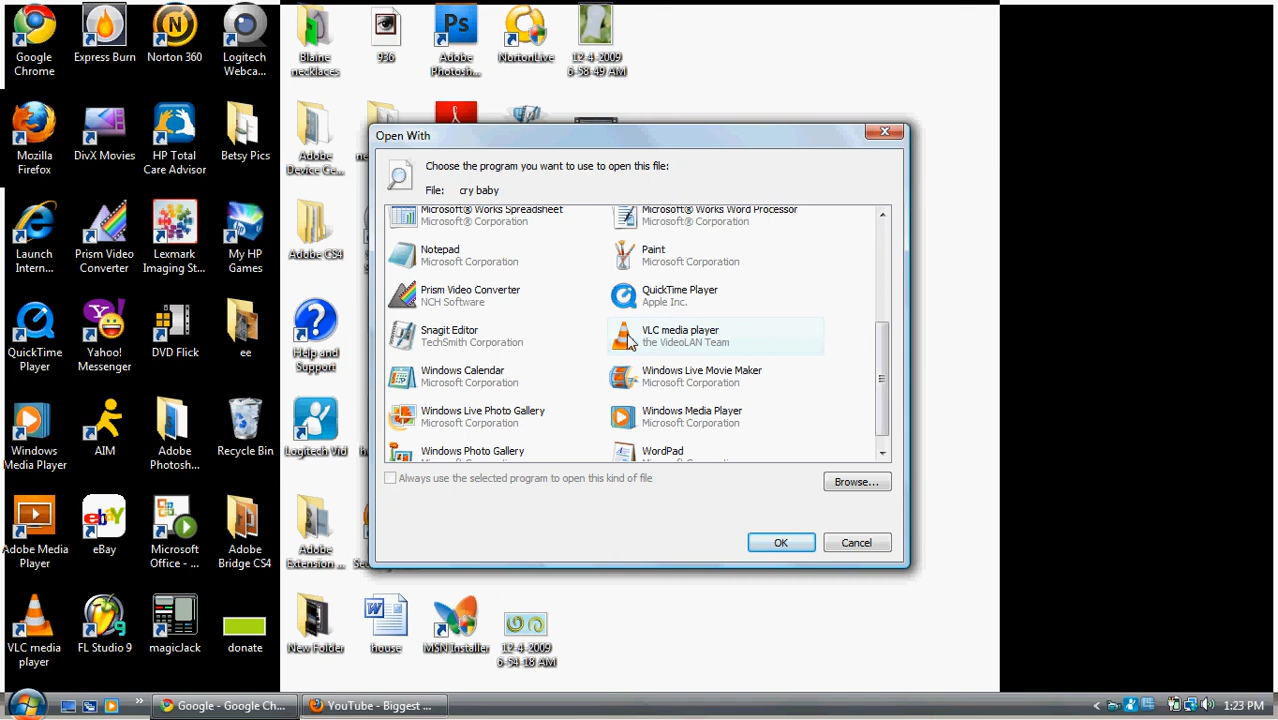 Google
Chrome
Express Burn
Norton 360
Logitech
Webca...
Blaine
necklaces
936
Adobe
Photosh...
NortonLive
12-4-2009
6-58-49 AM
Mozilla
Firefox
DivX Movies
HP Total
Care Advisor
Betsy Pics
Adobe
Device Ce...
Launch
Intern...
Prism Video
Converter
Lexmark
Imaging St...
My HP
Games
Adobe CS4
QuickTime
Player
Yahoo!
Messenger
DVD Flick
ee
Help and
Support
Windows
Media Player
AIM
Adobe
Photosh...
Recycle Bin
Logitech Vid
Adobe Media
Player
eBay
Microsoft
Office - ...
Adobe
Bridge CS4
Adobe
Extension ...
VLC media
player
FL Studio 9
magicJack
donate
New Folder
house
MSN Installer
12-4-2009
6-54-18 AM
Open With
Choose the program you want to use to open this file:
File: cry baby
Microsoft® Works Spreadsheet
Microsoft® Corporation
Microsoft® Works Word Processor
Microsoft® Corporation
Notepad
Microsoft Corporation
Paint
Microsoft Corporation
Prism Video Converter
NCH Software
QuickTime Player
Apple Inc.
Snagit Editor
TechSmith Corporation
VLC media player
the VideoLAN Team
Windows Calendar
Microsoft Corporation
Windows Live Movie Maker
Microsoft Corporation
Windows Live Photo Gallery
Microsoft Corporation
Windows Media Player
Microsoft Corporation
Windows Photo Gallery
WordPad
Always use the selected program to open this kind of file
Browse...
OK
Cancel
Google - Google Ch...
YouTube - Biggest ...
1:23 PM